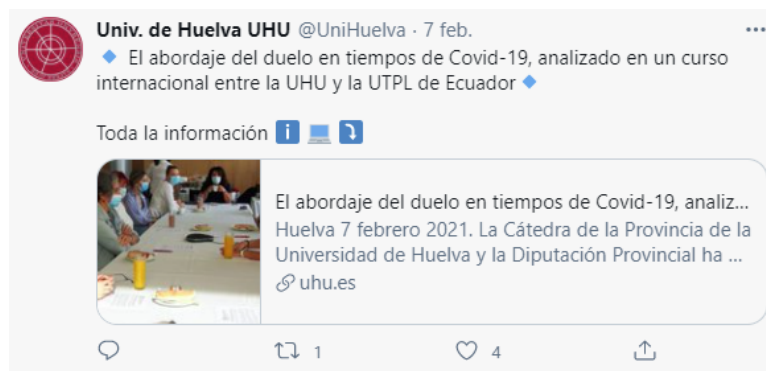 Univ. de Huelva UHU @UniHuelva · 7 feb.
El abordaje del duelo en tiempos de Covid-19, analizado en un curso
internacional entre la UHU y la UTPL de Ecuador
Toda la información
El abordaje del duelo en tiempos de Covid-19, analiz...
Huelva 7 febrero 2021. La Cátedra de la Provincia de la
Universidad de Huelva y la Diputación Provincial ha ...
uhu.es
1 4